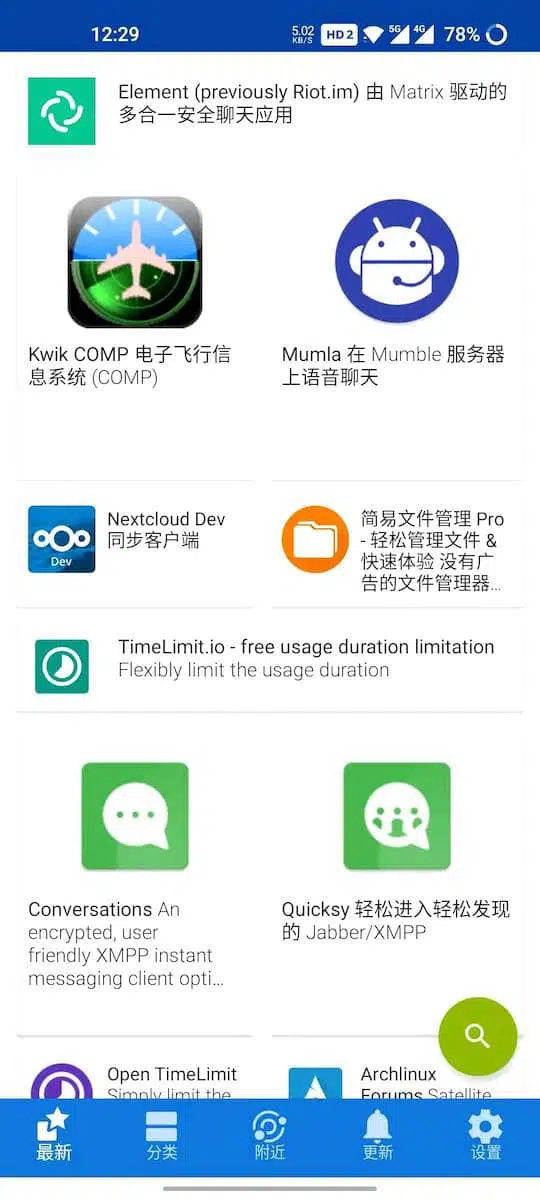 12:29
5.02 KB/S
HD 2
5G
4G
78%
Element (previously Riot.im) 由 Matrix 驱动的
多合一安全聊天应用
Kwik COMP 电子飞行信
息系统 (COMP)
Mumla 在 Mumble 服务器
上语音聊天
Dev
Nextcloud Dev
同步客户端
简易文件管理 Pro
- 轻松管理文件 &
快速体验 没有广
告的文件管理器...
TimeLimit.io - free usage duration limitation
Flexibly limit the usage duration
Conversations An
encrypted, user
friendly XMPP instant
messaging client opti...
Quicksy 轻松进入轻松发现
的 Jabber/XMPP
Open TimeLimit
Simply limit the
Archlinux
Forums Satellite
最新
分类
附近
更新
设置